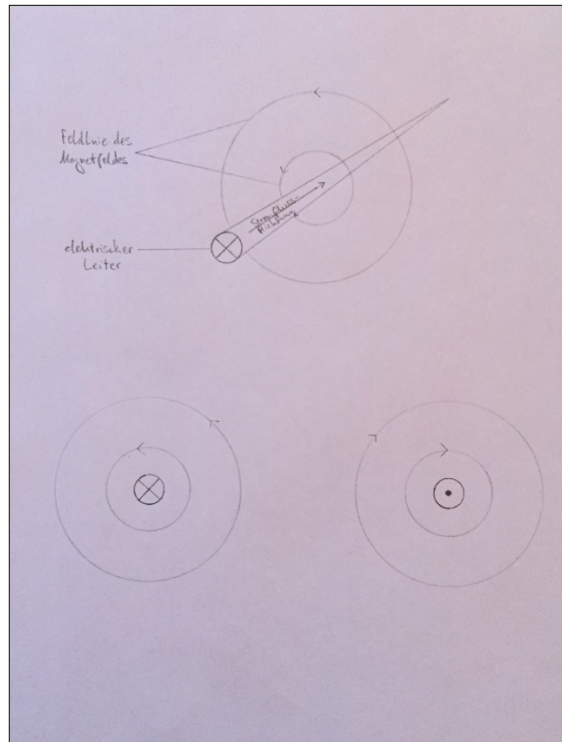 Feldlinie des
Magnetfeldes
Stromfluss-
Richtung
elektrischer
Leiter